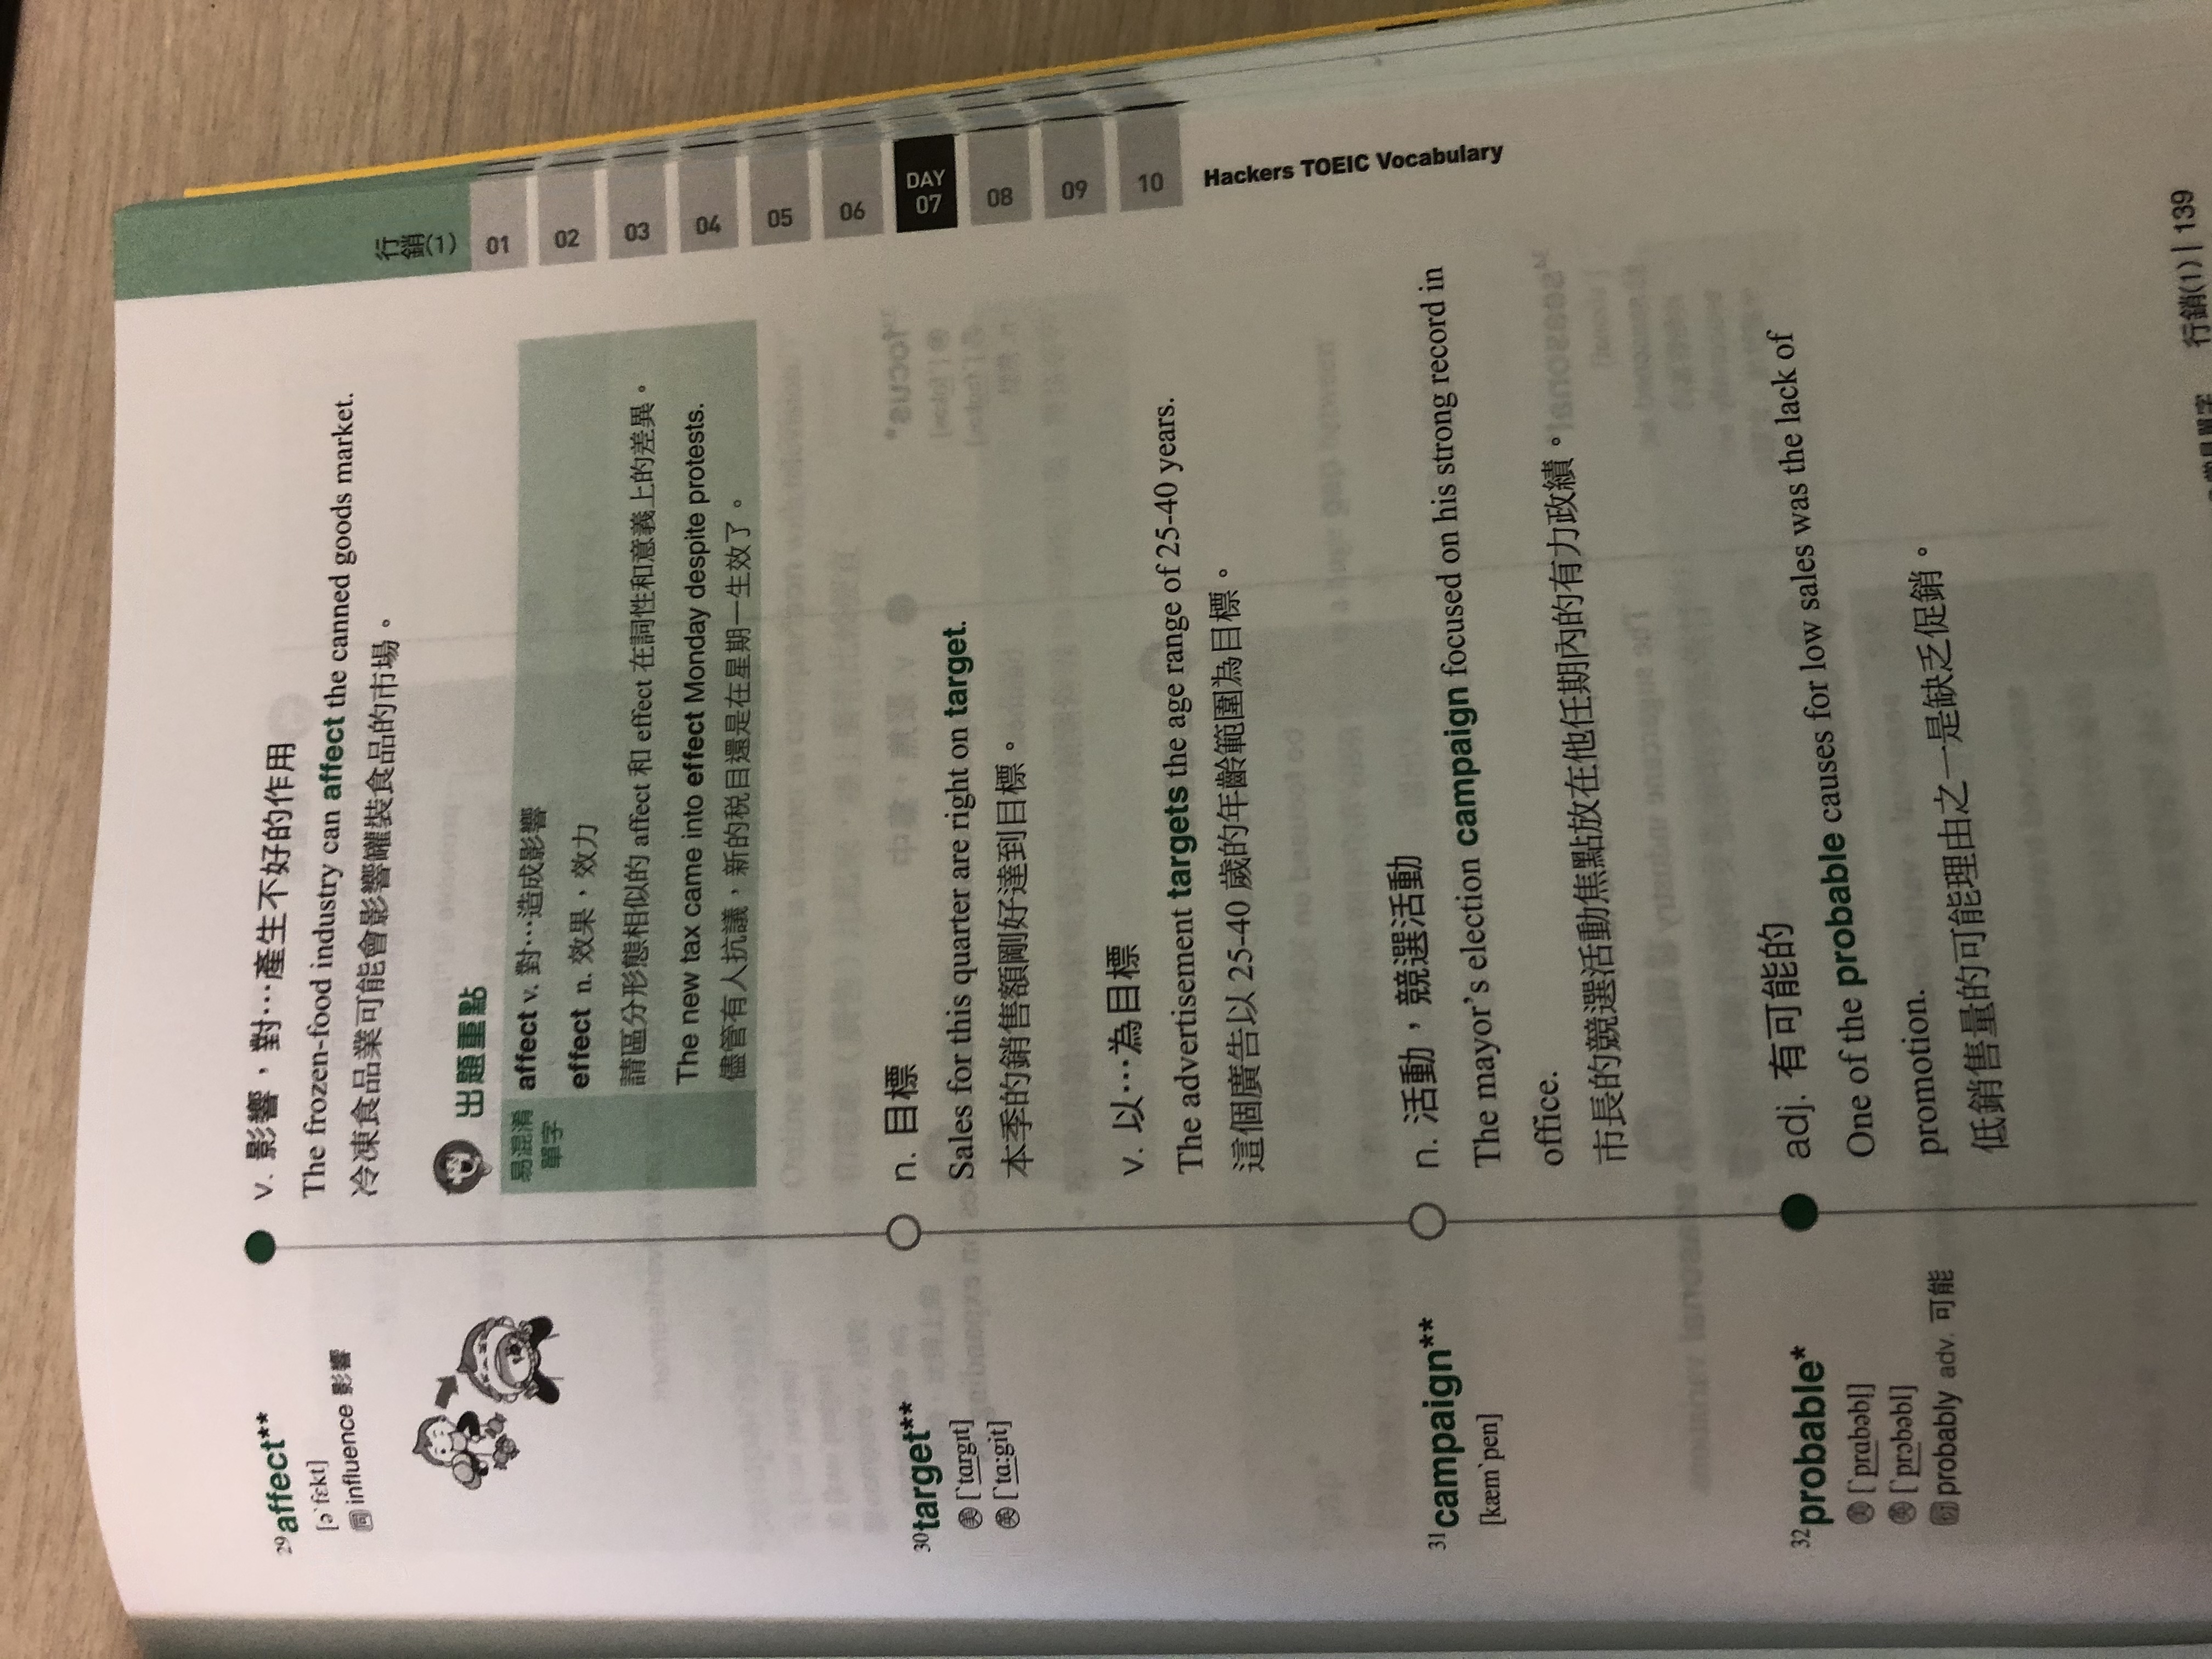 29affect**
[ə`fɛkt]
同 influence 影響
v. 影響，對…產生不好的作用
The frozen-food industry can affect the canned goods market.
冷凍食品業可能會影響罐裝食品的市場。
出題重點
易混淆
單字
affect v. 對…造成影響
effect n. 效果，效力
請區分形態相似的 affect 和 effect 在詞性和意義上的差異。
The new tax came into effect Monday despite protests.
儘管有人抗議，新的稅目還是在星期一生效了。
30target**
美 [`tɑrgɪt]
英 [`tɑ:git]
n. 目標
Sales for this quarter are right on target.
本季的銷售額剛好達到目標。
v. 以…為目標
The advertisement targets the age range of 25-40 years.
這個廣告以 25-40 歲的年齡範圍為目標。
31campaign**
[kæm`pen]
n. 活動，競選活動
The mayor's election campaign focused on his strong record in
office.
市長的競選活動焦點放在他任期內的有力政績。
32probable*
美 [`prɑbəbl̩]
英 [`prɔbəbl]
衍 probably adv. 可能
adj. 有可能的
One of the probable causes for low sales was the lack of
promotion.
低銷售量的可能理由之一是缺乏促銷。
行銷(1)
01
02
03
04
05
06
DAY
07
08
09
10
Hackers TOEIC Vocabulary
行銷(1) | 139